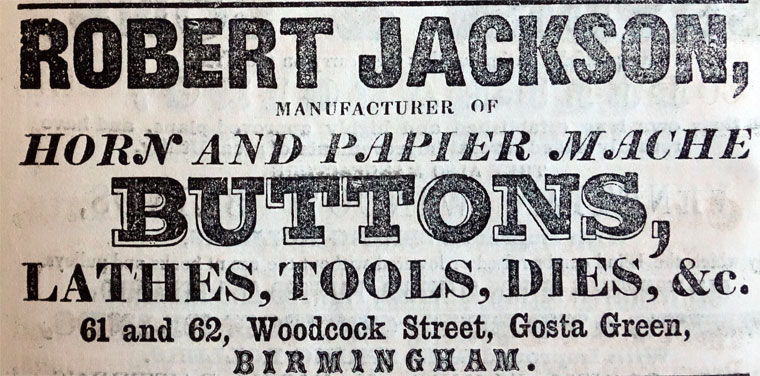 ROBERT JACKSON,
MANUFACTURER OF
HORN AND PAPIER MACHE
BUTTONS,
LATHES, TOOLS, DIES, &c.
61 and 62, Woodcock Street, Gosta Green,
BIRMINGHAM.